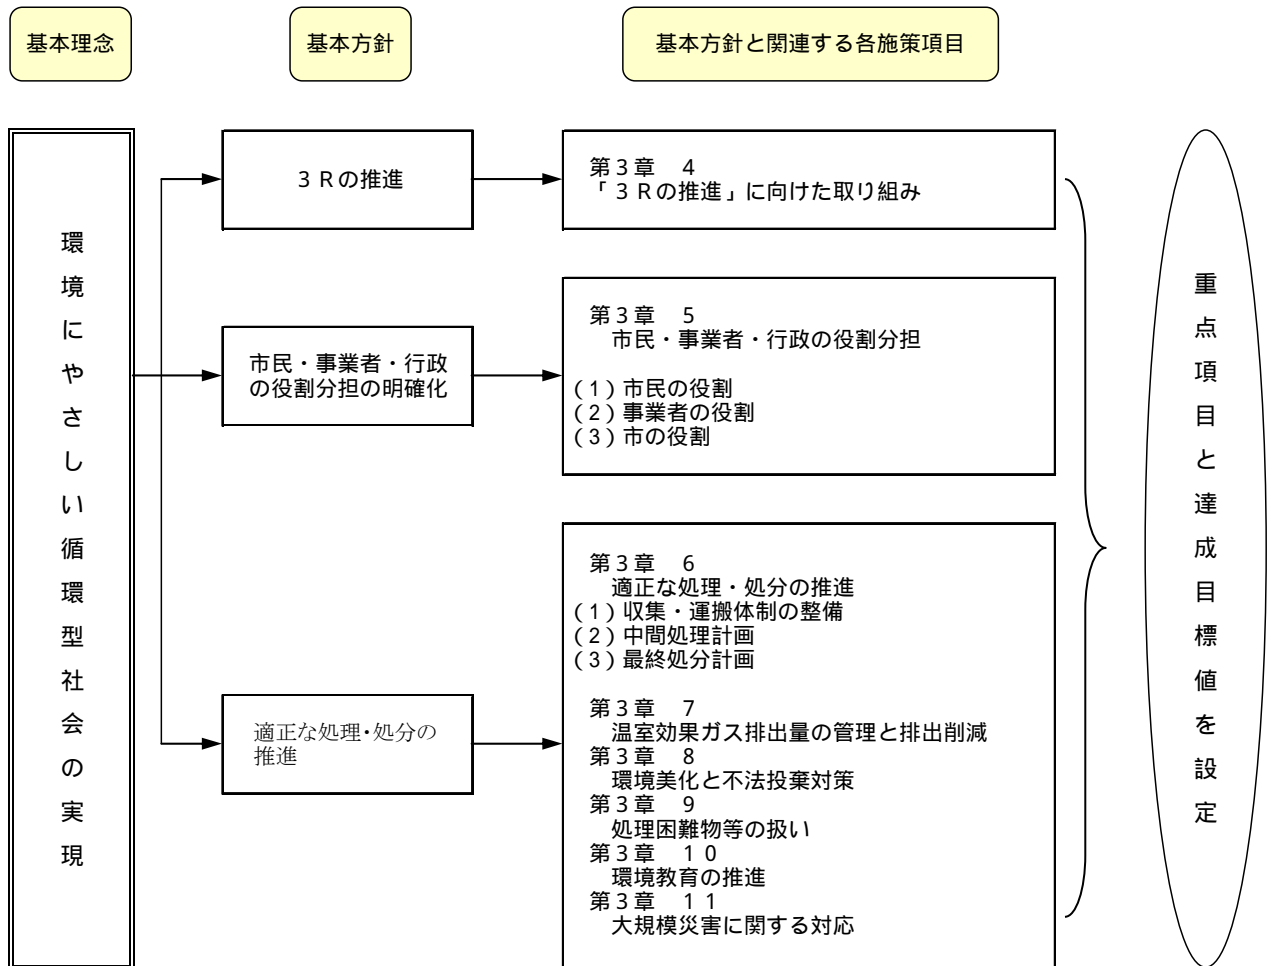 基本理念
基本方針
基本方針と関連する各施策項目
環境にやさしい循環型社会の実現
３Ｒの推進
市民・事業者・行政
の役割分担の明確化
適正な処理・処分の
推進
第３章　４
「３Ｒの推進」に向けた取り組み
第３章　５
市民・事業者・行政の役割分担
（１）市民の役割
（２）事業者の役割
（３）市の役割
第３章　６
適正な処理・処分の推進
（１）収集・運搬体制の整備
（２）中間処理計画
（３）最終処分計画
第３章　７
温室効果ガス排出量の管理と排出削減
第３章　８
環境美化と不法投棄対策
第３章　９
処理困難物等の扱い
第３章　１０
環境教育の推進
第３章　１１
大規模災害に関する対応
重点項目と達成目標値を設定